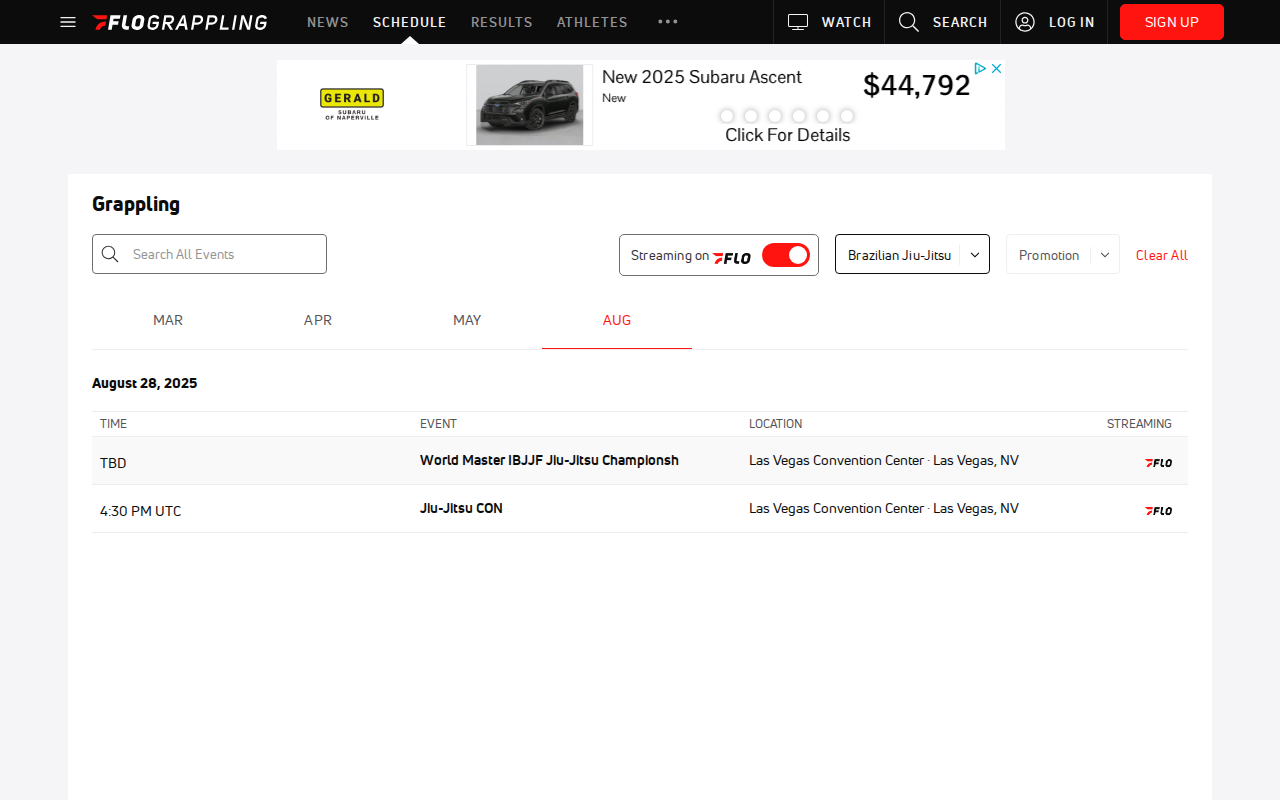 FLOGRAPPLING NEWS SCHEDULE RESULTS ATHLETES WATCH SEARCH LOG IN SIGN UP
GERALD
SUBARU
OF NAPERVILLE
New 2025 Subaru Ascent
New
$44,792
Click For Details
Grappling
Search All Events
Streaming on FLO
Brazilian Jiu-Jitsu
Promotion
Clear All
MAR APR MAY AUG
August 28, 2025
TIME EVENT LOCATION STREAMING
TBD World Master IBJJF Jiu-Jitsu Championsh Las Vegas Convention Center · Las Vegas, NV FLO
4:30 PM UTC Jiu-Jitsu CON Las Vegas Convention Center · Las Vegas, NV FLO